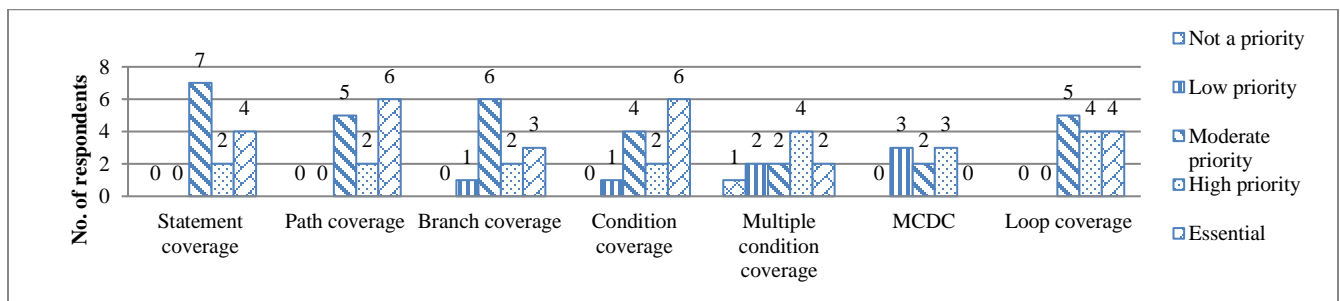 No. of respondents
8
6
4
2
0
0 0 7 2 4
0 0 5 2 6
0 1 6 2 3
0 1 4 2 6
1 2 2 4 2
0 3 2 3 0
0 0 5 4 4
Statement
coverage
Path coverage
Branch coverage
Condition
coverage
Multiple
condition
coverage
MCDC
Loop coverage
Not a priority
Low priority
Moderate
priority
High priority
Essential